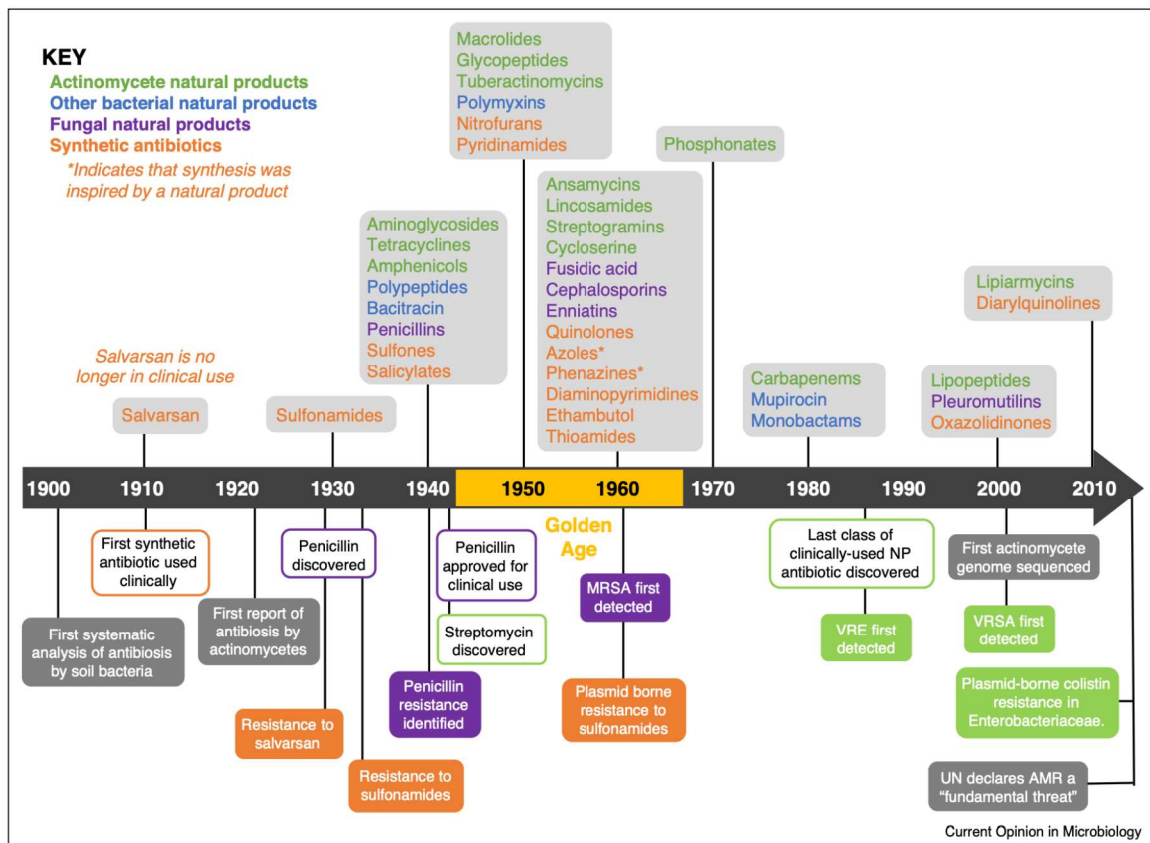 KEY
Actinomycete natural products
Other bacterial natural products
Fungal natural products
Synthetic antibiotics
*Indicates that synthesis was
inspired by a natural product
Salvarsan is no
longer in clinical use
Salvarsan
Sulfonamides
Aminoglycosides
Tetracyclines
Amphenicols
Polypeptides
Bacitracin
Penicillins
Sulfones
Salicylates
Macrolides
Glycopeptides
Tuberactinomycins
Polymyxins
Nitrofurans
Pyridinamides
Ansamycins
Lincosamides
Streptogramins
Cycloserine
Fusidic acid
Cephalosporins
Enniatins
Quinolones
Azoles*
Phenazines*
Diaminopyrimidines
Ethambutol
Thioamides
Phosphonates
Carbapenems
Mupirocin
Monobactams
Lipopeptides
Pleuromutilins
Oxazolidinones
Lipiarmycins
Diarylquinolines
1900 1910 1920 1930 1940 1950 1960 1970 1980 1990 2000 2010
Golden
Age
First systematic
analysis of antibiosis
by soil bacteria
First synthetic
antibiotic used
clinically
First report of
antibiosis by
actinomycetes
Penicillin
discovered
Resistance to
salvarsan
Resistance to
sulfonamides
Penicillin
resistance
identified
Penicillin
approved for
clinical use
Streptomycin
discovered
MRSA first
detected
Plasmid borne
resistance to
sulfonamides
Last class of
clinically-used NP
antibiotic discovered
VRE first
detected
First actinomycete
genome sequenced
VRSA first
detected
Plasmid-borne colistin
resistance in
Enterobacteriaceae.
UN declares AMR a
“fundamental threat”
Current Opinion in Microbiology